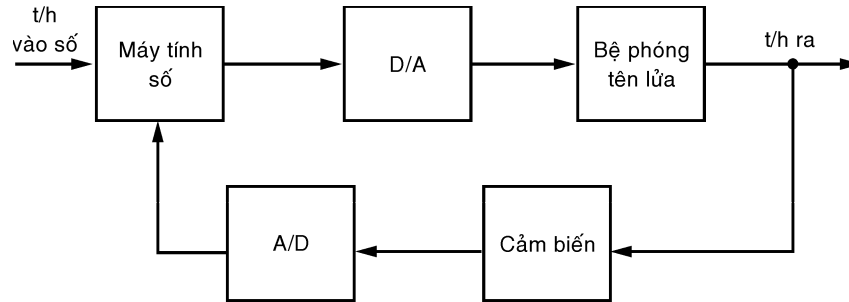 t/h
vào số
Máy tính
số
D/A
Bệ phóng
tên lửa
t/h ra
A/D
Cảm biến